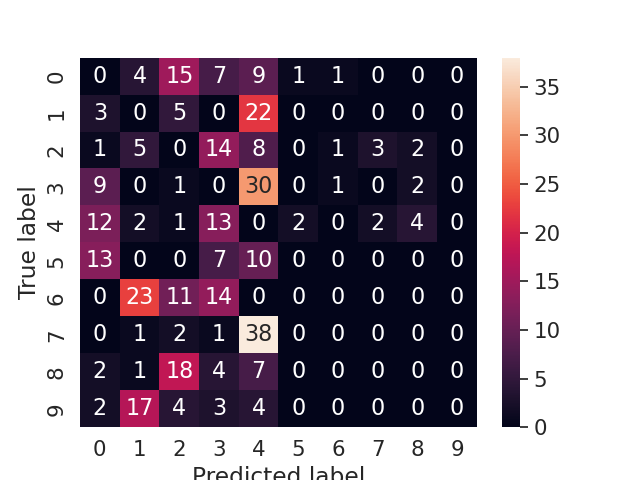 0 0 4 15 7 9 1 1 0 0 0
1 3 0 5 0 22 0 0 0 0 0
2 1 5 0 14 8 0 1 3 2 0
3 9 0 1 0 30 0 1 0 2 0
4 12 2 1 13 0 2 0 2 4 0
5 13 0 0 7 10 0 0 0 0 0
6 0 23 11 14 0 0 0 0 0 0
7 0 1 2 1 38 0 0 0 0 0
8 2 1 18 4 7 0 0 0 0 0
9 2 17 4 3 4 0 0 0 0 0
0 1 2 3 4 5 6 7 8 9
Predicted label
True label
35
30
25
20
15
10
5
0